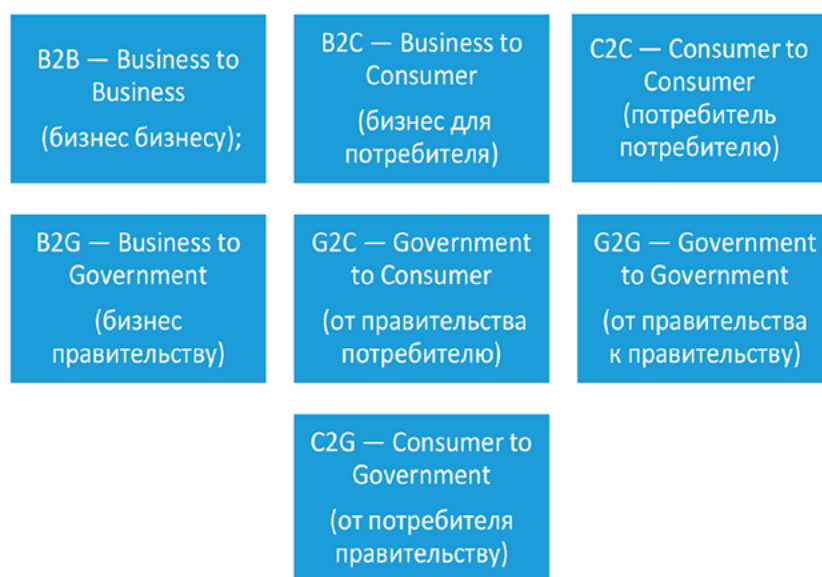 B2B — Business to
Business
(бизнес бизнесу);
B2C — Business to
Consumer
(бизнес для
потребителя)
C2C — Consumer to
Consumer
(потребитель
потребителю)
B2G — Business to
Government
(бизнес
правительству)
G2C — Government
to Consumer
(от правительства
потребителю)
G2G — Government
to Government
(от правительства
к правительству)
C2G — Consumer to
Government
(от потребителя
правительству)